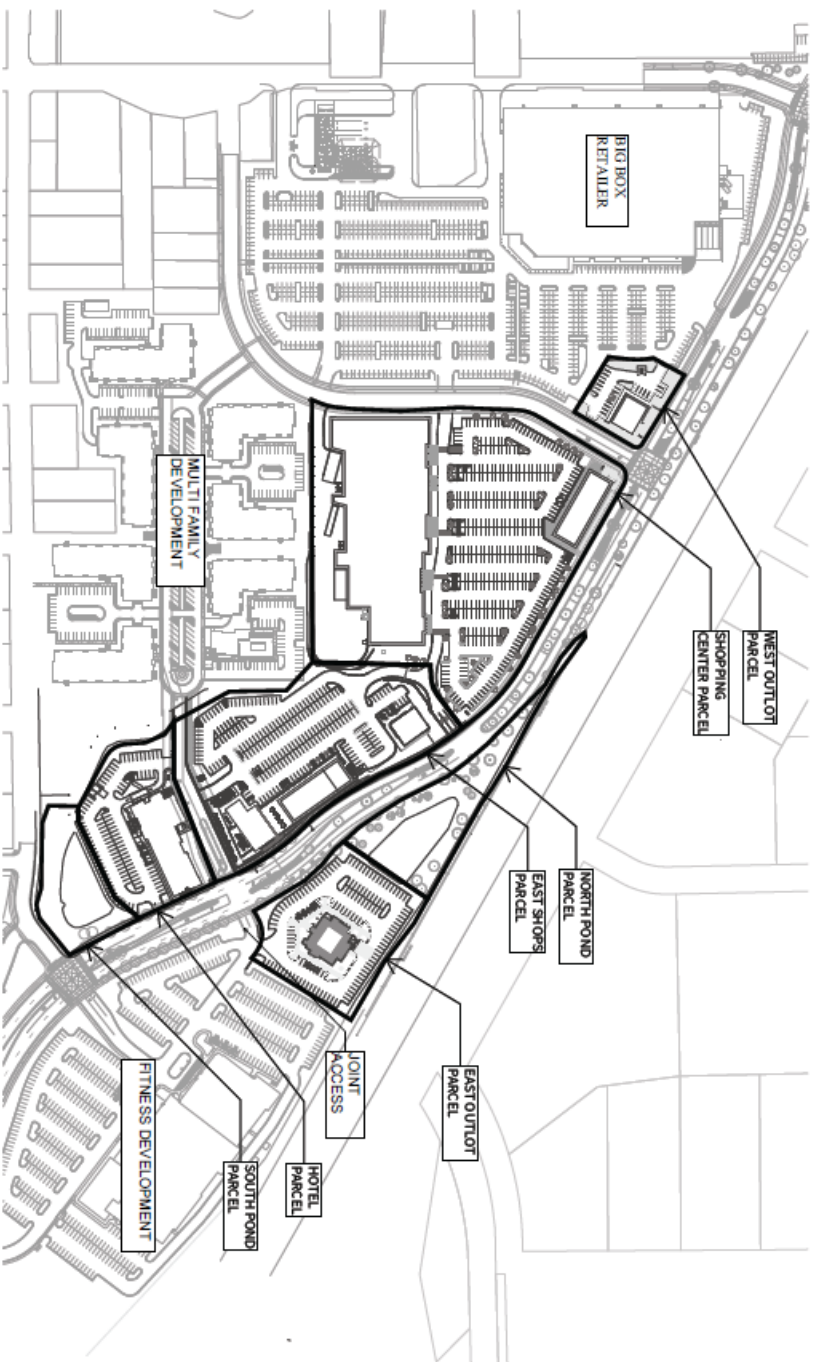 BIG BOX
RETAILER
WEST OUTLOT
PARCEL
SHOPPING
CENTER PARCEL
MULTI FAMILY
DEVELOPMENT
NORTH POND
PARCEL
EAST SHOPS
PARCEL
EAST OUTLOT
PARCEL
JOINT
ACCESS
HOTEL
PARCEL
SOUTH POND
PARCEL
FITNESS DEVELOPMENT